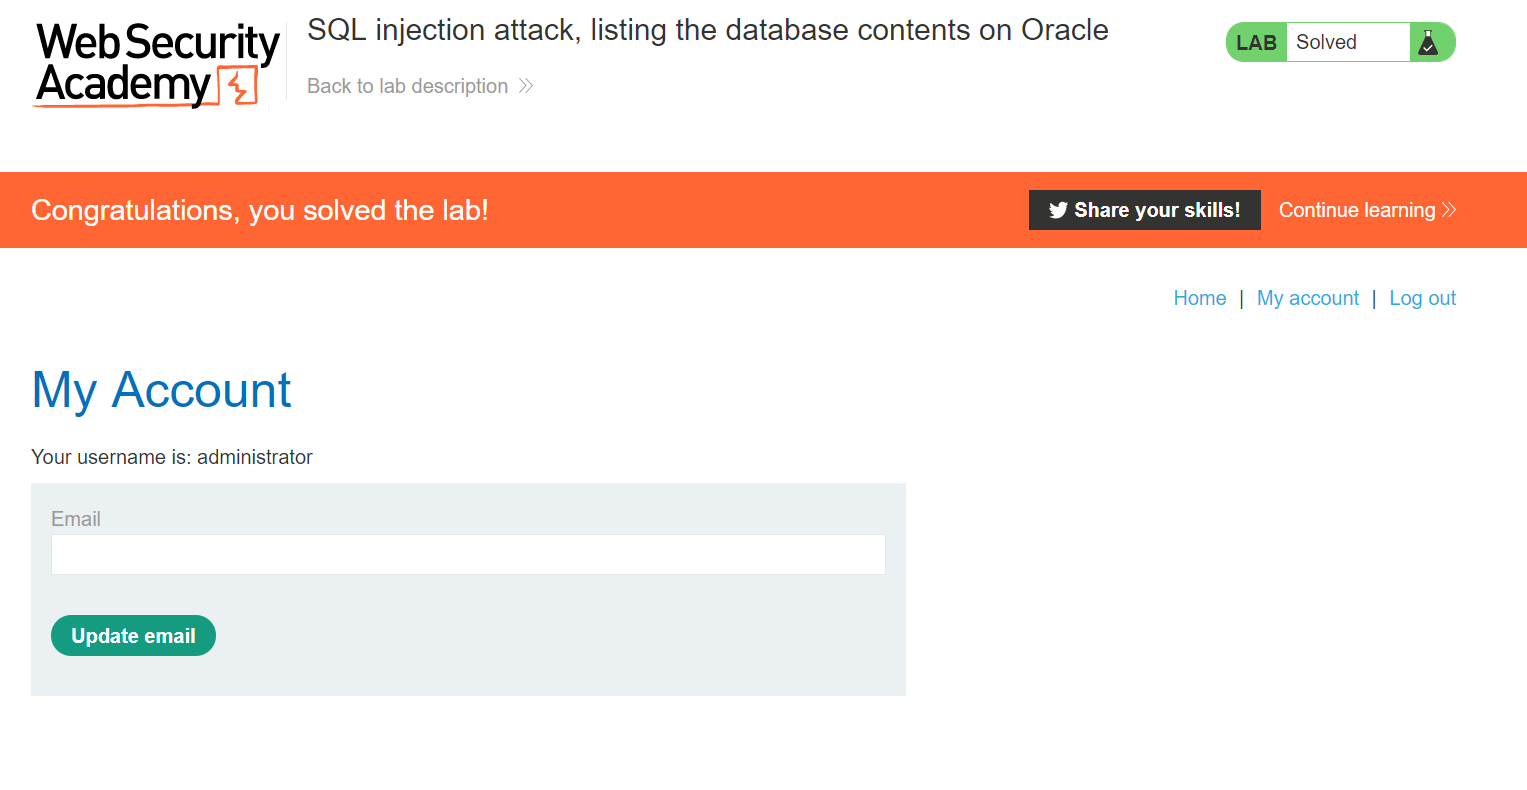 Web Security
Academy
SQL injection attack, listing the database contents on Oracle
Back to lab description
LAB Solved
Congratulations, you solved the lab!
Share your skills!
Continue learning
Home | My account | Log out
My Account
Your username is: administrator
Email
Update email